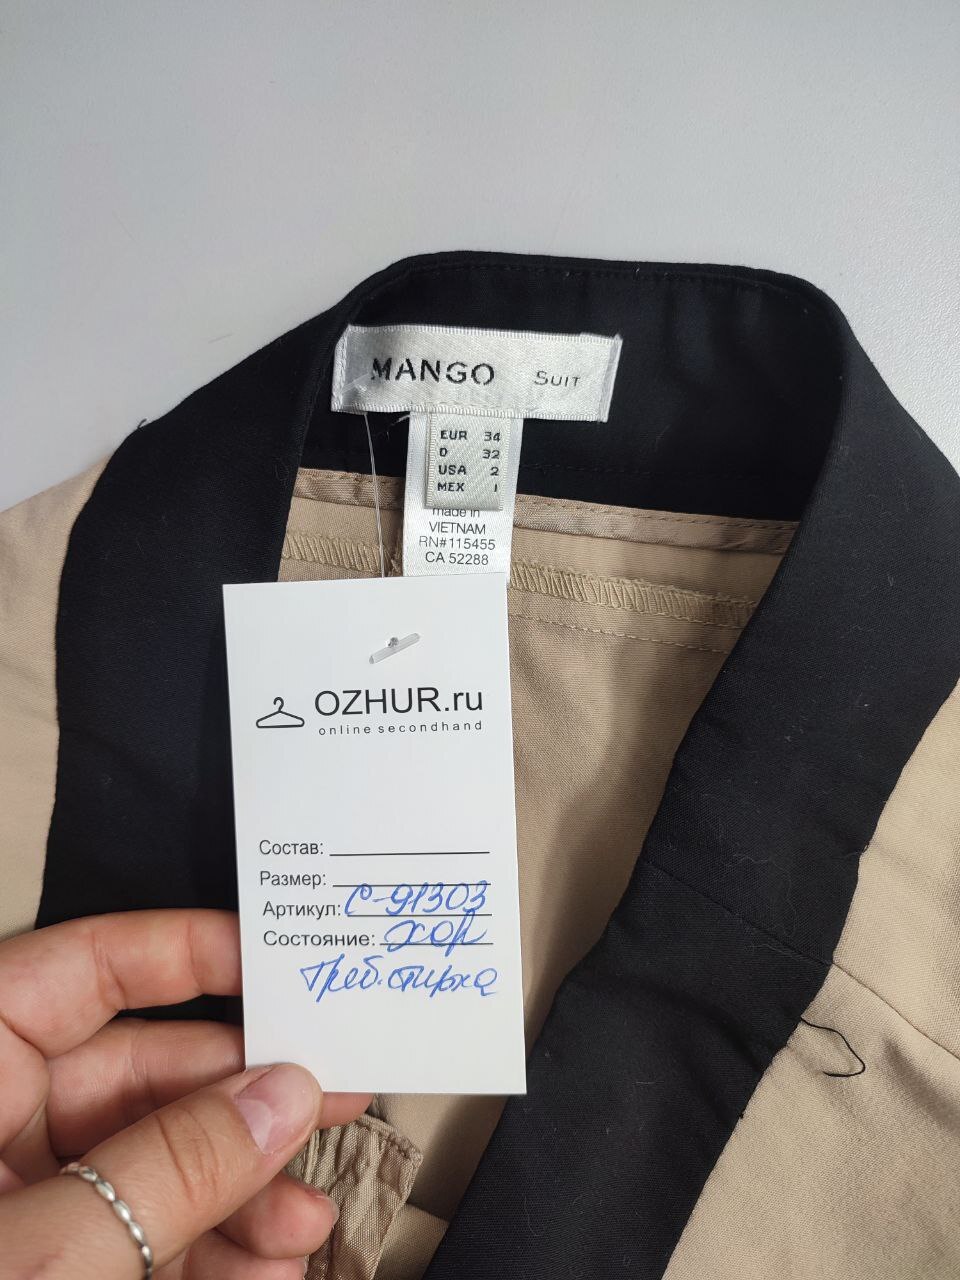 MANGO SUIT
EUR 34
D 32
USA 2
MEX 1
made in
VIETNAM
RN#115455
CA 52288
OZHUR.ru
online secondhand
Состав:
Размер:
Артикул: С-91303
Состояние: хор
Треб. стирка